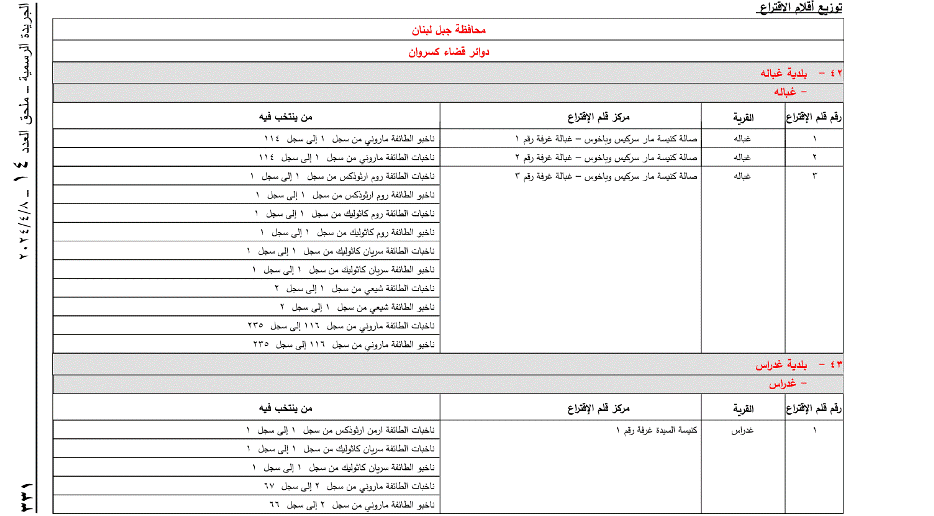 توزيع أقلام الإقتراع
محافظة جبل لبنان
دوائر قضاء كسروان
٤٢ - بلدية غباله
- غباله
رقم قلم الإقتراع القرية مركز قلم الإقتراع من ينتخب فيه
١ غباله صالة كنيسة مار سركيس وباخوس – غبالة غرفة رقم ١ ناخبو الطائفة ماروني من سجل ١ إلى سجل ١١٤
٢ غباله صالة كنيسة مار سركيس وباخوس – غبالة غرفة رقم ٢ ناخبات الطائفة ماروني من سجل ١ إلى سجل ١١٤
٣ غباله صالة كنيسة مار سركيس وباخوس – غبالة غرفة رقم ٣ ناخبات الطائفة روم ارثوذكس من سجل ١ إلى سجل ١
ناخبو الطائفة روم ارثوذكس من سجل ١ إلى سجل ١
ناخبات الطائفة روم كاثوليك من سجل ١ إلى سجل ١
ناخبو الطائفة روم كاثوليك من سجل ١ إلى سجل ١
ناخبات الطائفة سريان كاثوليك من سجل ١ إلى سجل ١
ناخبو الطائفة سريان كاثوليك من سجل ١ إلى سجل ١
ناخبات الطائفة شيعي من سجل ١ إلى سجل ٢
ناخبو الطائفة شيعي من سجل ١ إلى سجل ٢
ناخبات الطائفة ماروني من سجل ١١٦ إلى سجل ٢٣٥
ناخبو الطائفة ماروني من سجل ١١٦ إلى سجل ٢٣٥
٤٣ - بلدية غدراس
- غدراس
رقم قلم الإقتراع القرية مركز قلم الإقتراع من ينتخب فيه
١ غدراس كنيسة السيدة غرفة رقم ١ ناخبات الطائفة ارمن ارثوذكس من سجل ١ إلى سجل ١
ناخبات الطائفة سريان كاثوليك من سجل ١ إلى سجل ١
ناخبو الطائفة سريان كاثوليك من سجل ١ إلى سجل ١
ناخبات الطائفة ماروني من سجل ٢ إلى سجل ٦٧
ناخبو الطائفة ماروني من سجل ٢ إلى سجل ٦٦
الجريدة الرسمية – ملحق العدد ١٤ – ٢٠٢٤/٤/٨
٣٣١